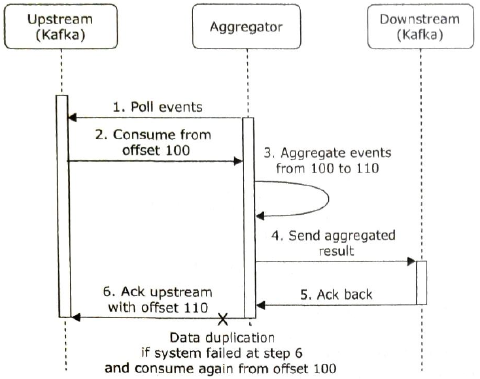 Upstream
(Kafka)
Aggregator
Downstream
(Kafka)
1. Poll events
2. Consume from
offset 100
3. Aggregate events
from 100 to 110
4. Send aggregated
result
5. Ack back
6. Ack upstream
with offset 110
X
Data duplication
if system failed at step 6
and consume again from offset 100